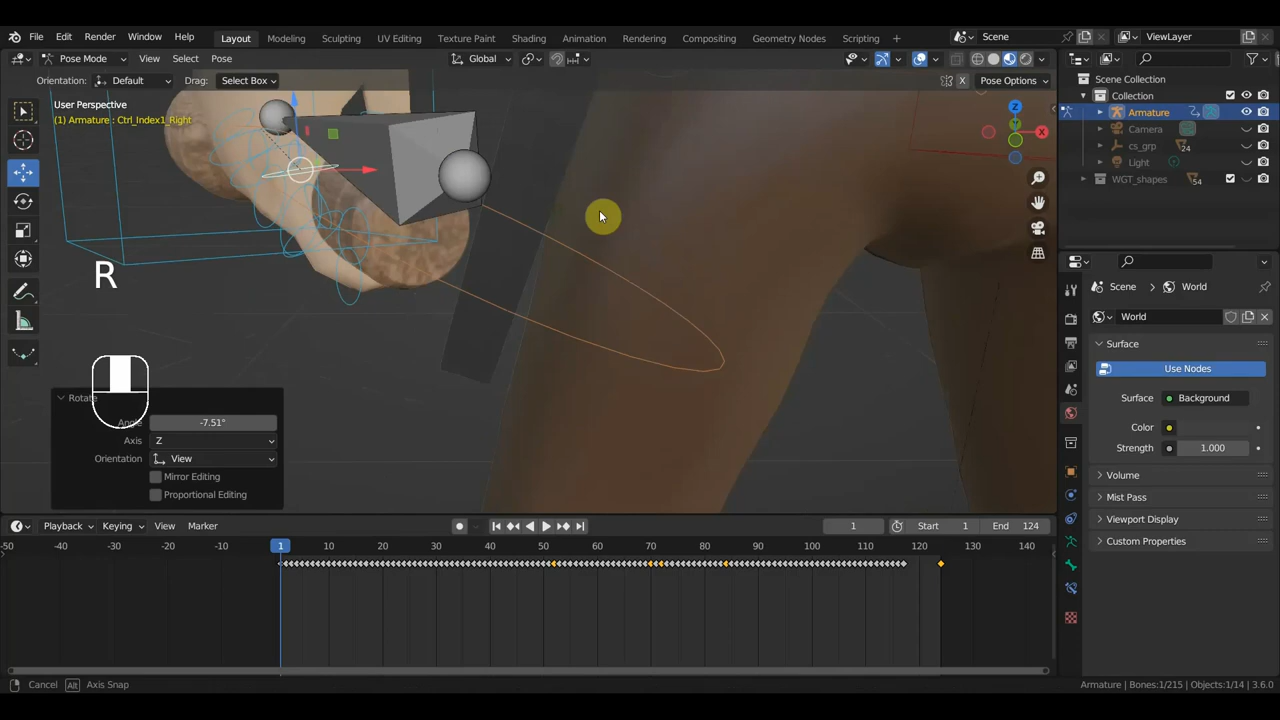 File Edit Render Window Help Layout Modeling Sculpting UV Editing Texture Paint Shading Animation Rendering Compositing Geometry Nodes Scripting + Scene ViewLayer
Pose Mode View Select Pose Global
Orientation: Default Drag: Select Box X Pose Options
User Perspective
(1) Armature : Ctrl_Index1_Right
Scene Collection
Collection
Armature
Camera
cs_grp 24
Light
WGT_shapes 54
R
Scene World
World
Surface
Use Nodes
Surface Background
Color
Strength 1.000
Volume
Mist Pass
Viewport Display
Custom Properties
Rotate
Angle -7.51°
Axis Z
Orientation View
Mirror Editing
Proportional Editing
Playback Keying View Marker 1 Start 1 End 124
-50 -40 -30 -20 -10 1 10 20 30 40 50 60 70 80 90 100 110 120 130 140
Cancel Alt Axis Snap Armature | Bones:1/215 | Objects:1/14 | 3.6.0